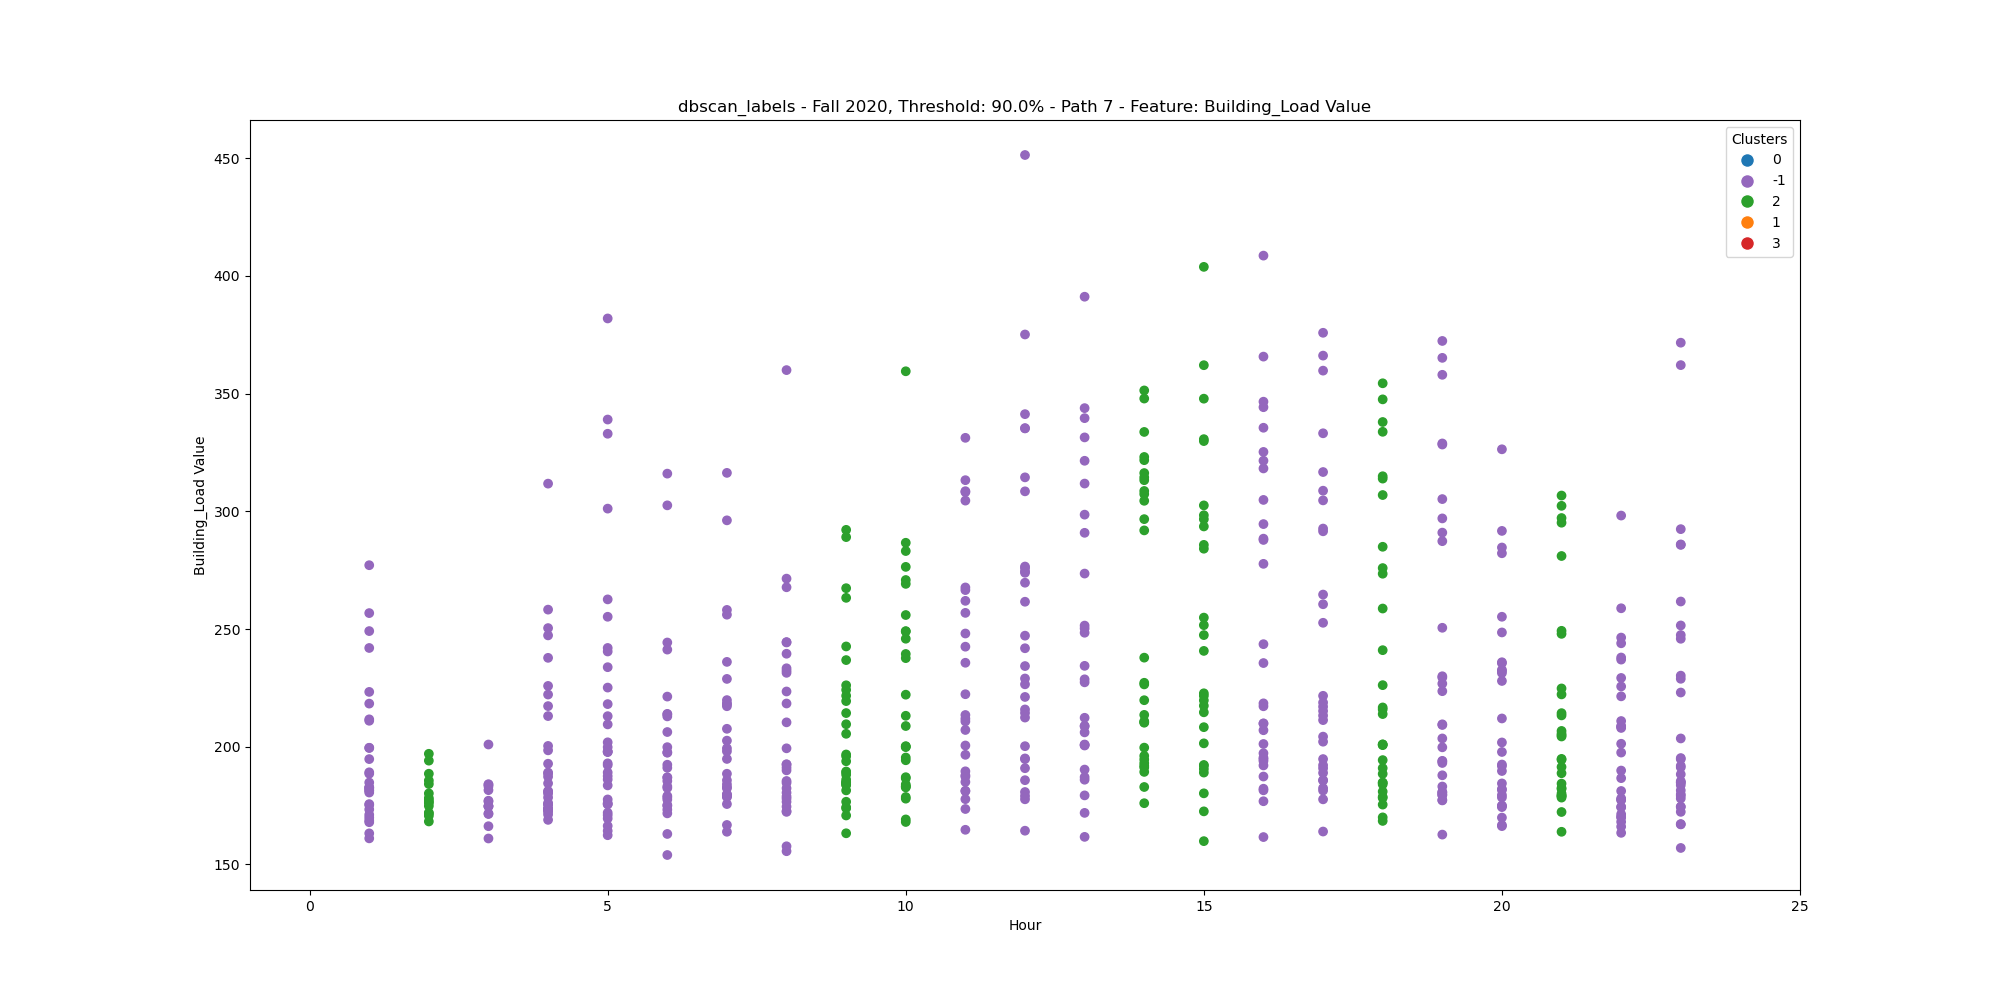 dbscan_labels - Fall 2020, Threshold: 90.0% - Path 7 - Feature: Building_Load Value
Clusters
0
-1
2
1
3
450
400
350
300
250
200
150
Building_Load Value
0 5 10 15 20 25
Hour